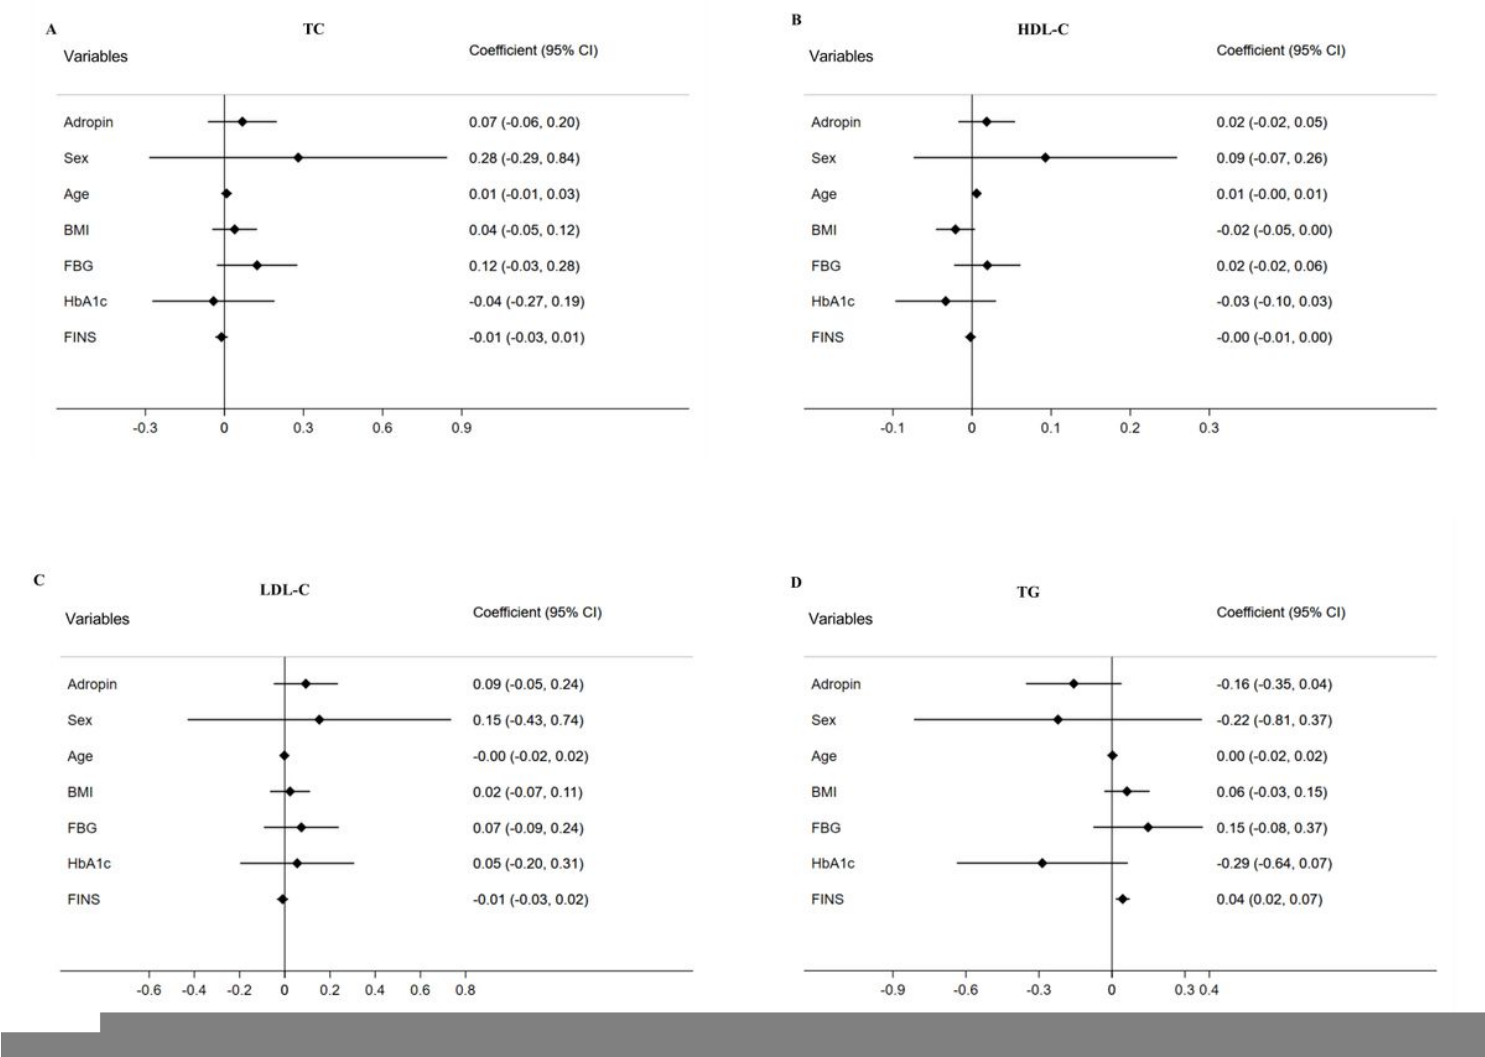 A
TC
Variables Coefficient (95% CI)
Adropin 0.07 (-0.06, 0.20)
Sex 0.28 (-0.29, 0.84)
Age 0.01 (-0.01, 0.03)
BMI 0.04 (-0.05, 0.12)
FBG 0.12 (-0.03, 0.28)
HbA1c -0.04 (-0.27, 0.19)
FINS -0.01 (-0.03, 0.01)
-0.3 0 0.3 0.6 0.9
B
HDL-C
Variables Coefficient (95% CI)
Adropin 0.02 (-0.02, 0.05)
Sex 0.09 (-0.07, 0.26)
Age 0.01 (-0.00, 0.01)
BMI -0.02 (-0.05, 0.00)
FBG 0.02 (-0.02, 0.06)
HbA1c -0.03 (-0.10, 0.03)
FINS -0.00 (-0.01, 0.00)
-0.1 0 0.1 0.2 0.3
C
LDL-C
Variables Coefficient (95% CI)
Adropin 0.09 (-0.05, 0.24)
Sex 0.15 (-0.43, 0.74)
Age -0.00 (-0.02, 0.02)
BMI 0.02 (-0.07, 0.11)
FBG 0.07 (-0.09, 0.24)
HbA1c 0.05 (-0.20, 0.31)
FINS -0.01 (-0.03, 0.02)
-0.6 -0.4 -0.2 0 0.2 0.4 0.6 0.8
D
TG
Variables Coefficient (95% CI)
Adropin -0.16 (-0.35, 0.04)
Sex -0.22 (-0.81, 0.37)
Age 0.00 (-0.02, 0.02)
BMI 0.06 (-0.03, 0.15)
FBG 0.15 (-0.08, 0.37)
HbA1c -0.29 (-0.64, 0.07)
FINS 0.04 (0.02, 0.07)
-0.9 -0.6 -0.3 0 0.3 0.4